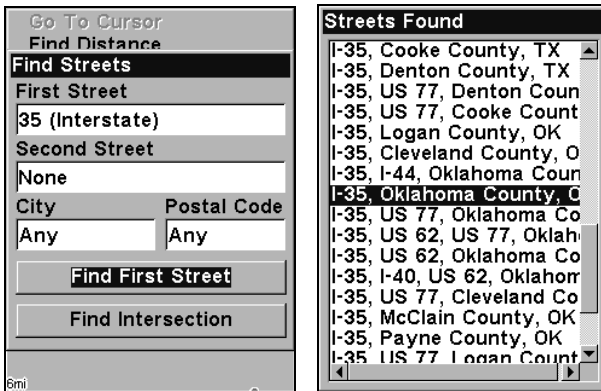 Go To Cursor
Find Distance
Find Streets
First Street
35 (Interstate)
Second Street
None
City Postal Code
Any Any
Find First Street
Find Intersection
6mi
Streets Found
I-35, Cooke County, TX
I-35, Denton County, TX
I-35, US 77, Denton Coun
I-35, US 77, Cooke Count
I-35, Logan County, OK
I-35, Cleveland County, O
I-35, I-44, Oklahoma Coun
I-35, Oklahoma County, O
I-35, US 77, Oklahoma Co
I-35, US 62, US 77, Oklah
I-35, US 62, Oklahoma Co
I-35, I-40, US 62, Oklahom
I-35, US 77, Cleveland Co
I-35, McClain County, OK
I-35, Payne County, OK
I-35, US 77, Logan Count